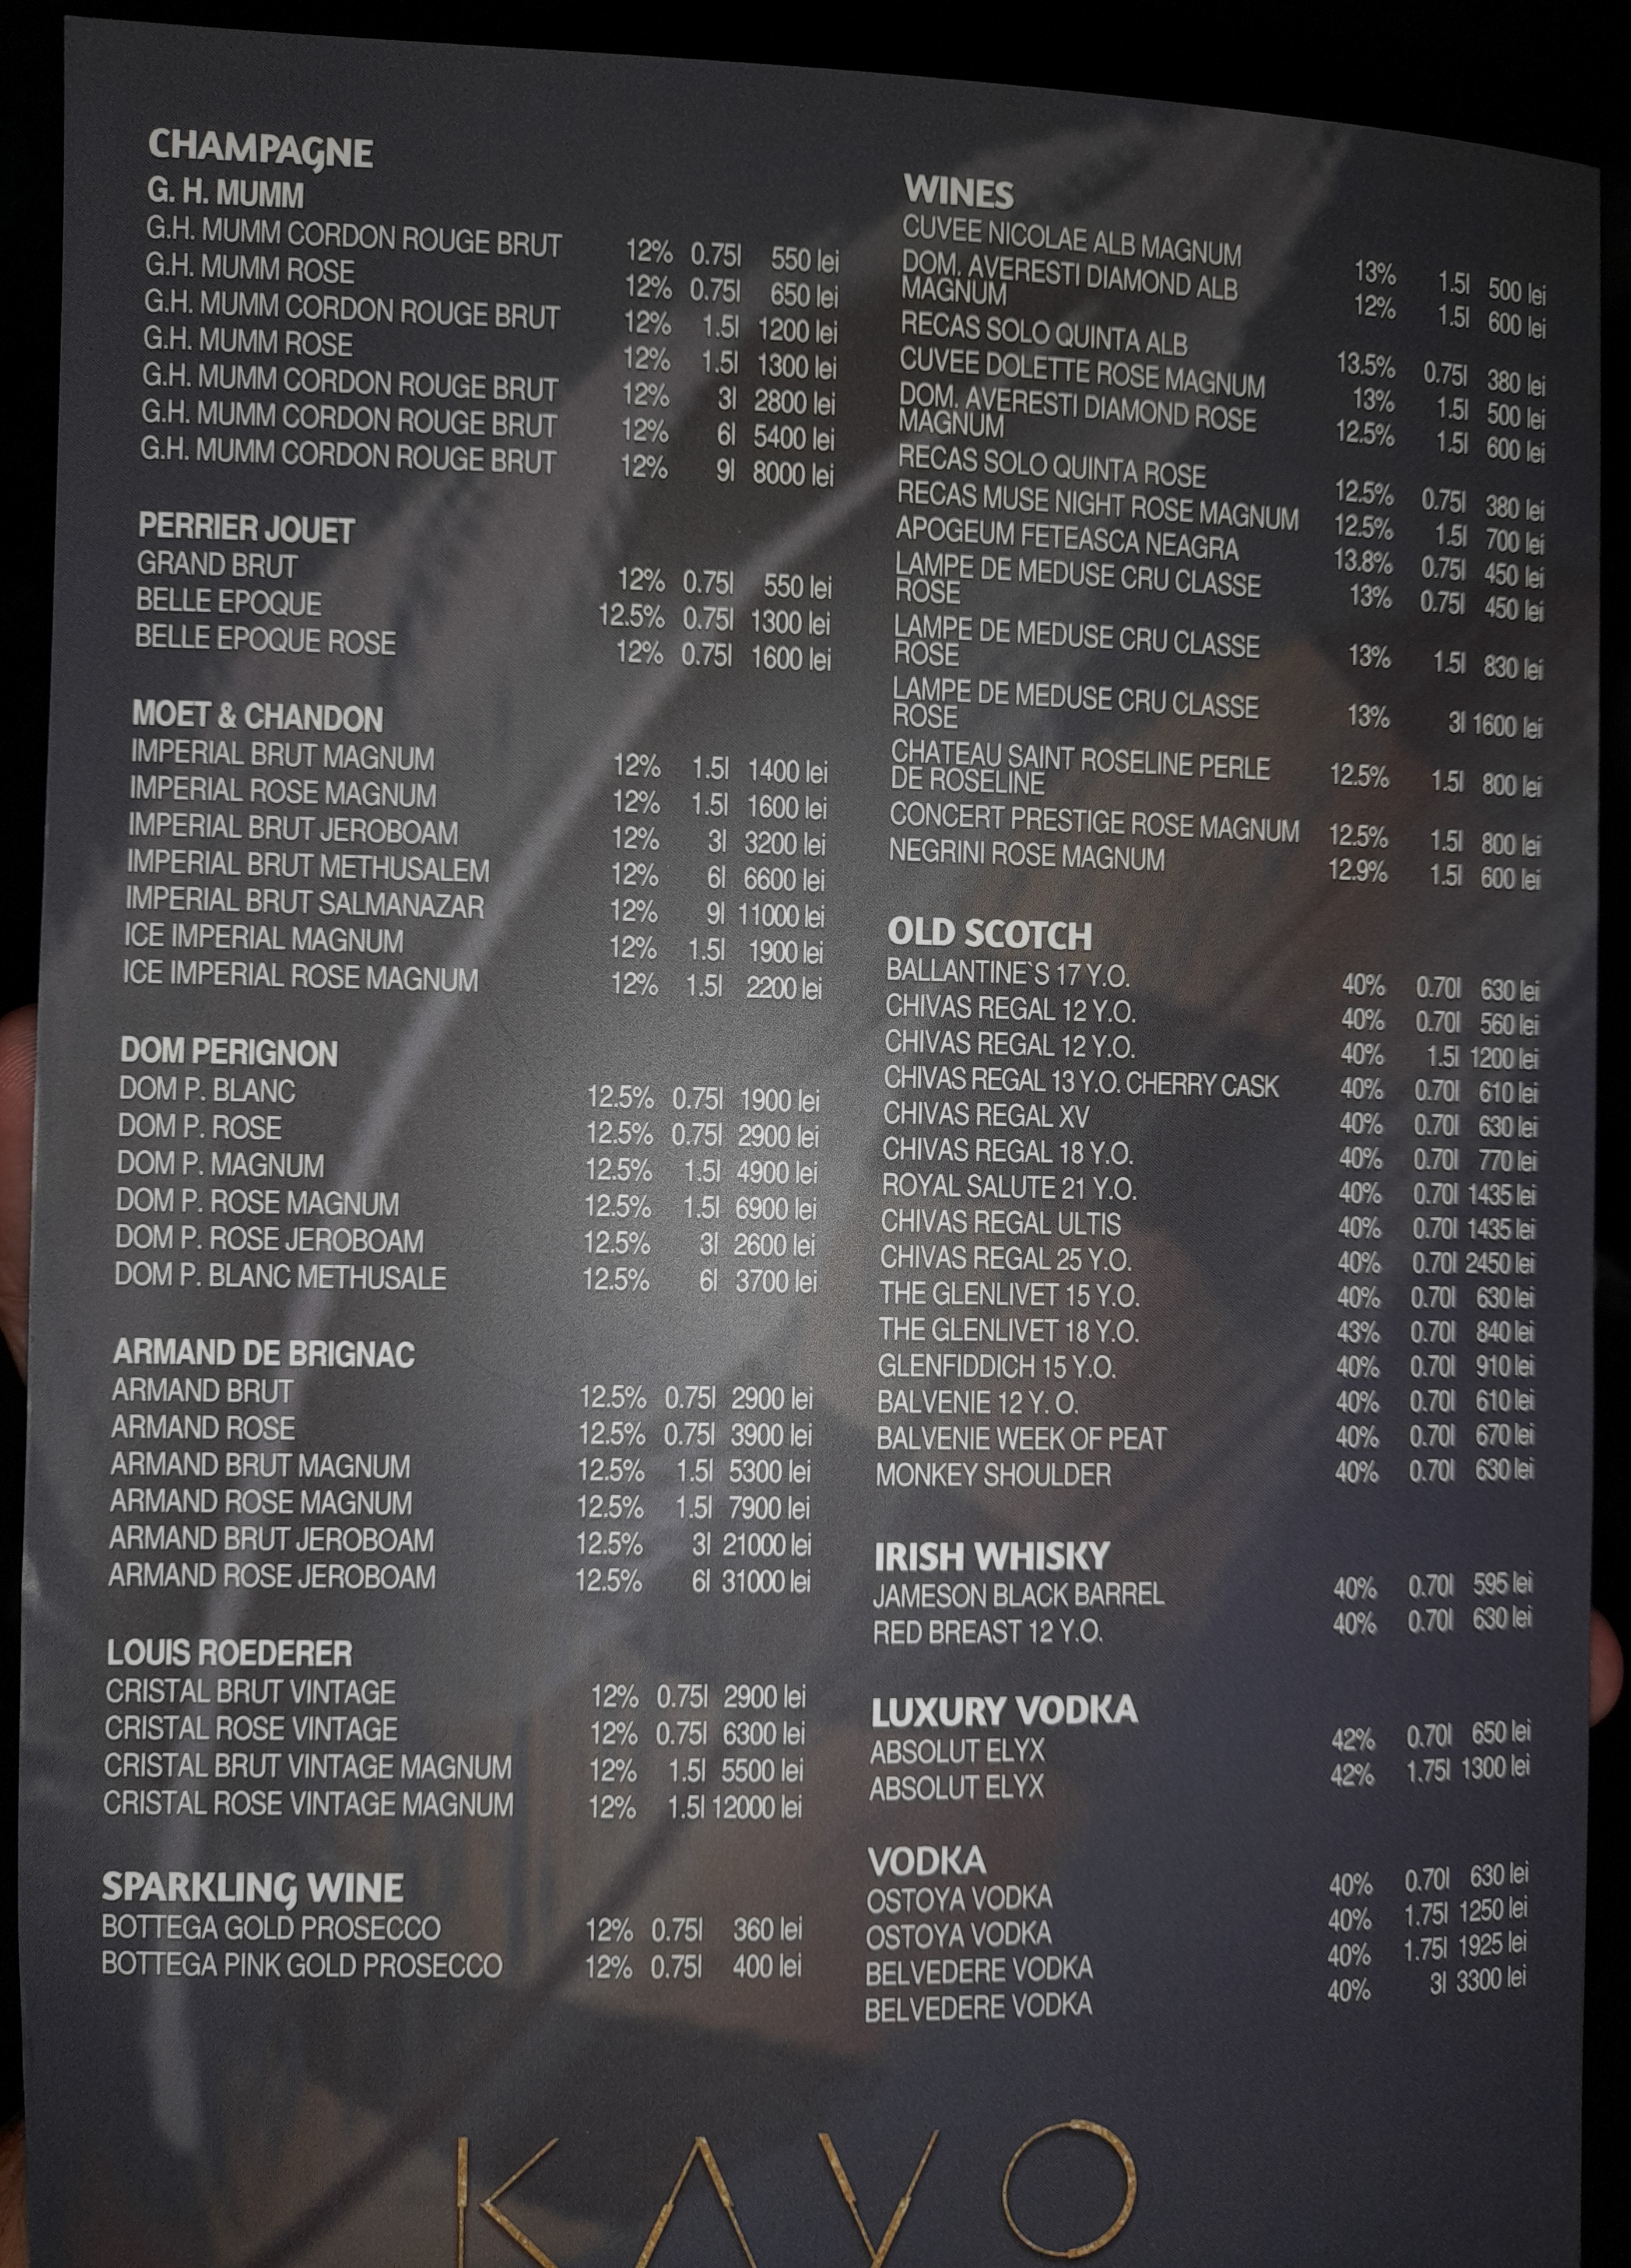 CHAMPAGNE
G. H. MUMM
G.H. MUMM CORDON ROUGE BRUT 12% 0.75l 550 lei
G.H. MUMM ROSE 12% 0.75l 650 lei
G.H. MUMM CORDON ROUGE BRUT 12% 1.5l 1200 lei
G.H. MUMM ROSE 12% 1.5l 1300 lei
G.H. MUMM CORDON ROUGE BRUT 12% 3l 2800 lei
G.H. MUMM CORDON ROUGE BRUT 12% 6l 5400 lei
G.H. MUMM CORDON ROUGE BRUT 12% 9l 8000 lei
PERRIER JOUET
GRAND BRUT 12% 0.75l 550 lei
BELLE EPOQUE 12.5% 0.75l 1300 lei
BELLE EPOQUE ROSE 12% 0.75l 1600 lei
MOET & CHANDON
IMPERIAL BRUT MAGNUM 12% 1.5l 1400 lei
IMPERIAL ROSE MAGNUM 12% 1.5l 1600 lei
IMPERIAL BRUT JEROBOAM 12% 3l 3200 lei
IMPERIAL BRUT METHUSALEM 12% 6l 6600 lei
IMPERIAL BRUT SALMANAZAR 12% 9l 11000 lei
ICE IMPERIAL MAGNUM 12% 1.5l 1900 lei
ICE IMPERIAL ROSE MAGNUM 12% 1.5l 2200 lei
DOM PERIGNON
DOM P. BLANC 12.5% 0.75l 1900 lei
DOM P. ROSE 12.5% 0.75l 2900 lei
DOM P. MAGNUM 12.5% 1.5l 4900 lei
DOM P. ROSE MAGNUM 12.5% 1.5l 6900 lei
DOM P. ROSE JEROBOAM 12.5% 3l 2600 lei
DOM P. BLANC METHUSALE 12.5% 6l 3700 lei
ARMAND DE BRIGNAC
ARMAND BRUT 12.5% 0.75l 2900 lei
ARMAND ROSE 12.5% 0.75l 3900 lei
ARMAND BRUT MAGNUM 12.5% 1.5l 5300 lei
ARMAND ROSE MAGNUM 12.5% 1.5l 7900 lei
ARMAND BRUT JEROBOAM 12.5% 3l 21000 lei
ARMAND ROSE JEROBOAM 12.5% 6l 31000 lei
LOUIS ROEDERER
CRISTAL BRUT VINTAGE 12% 0.75l 2900 lei
CRISTAL ROSE VINTAGE 12% 0.75l 6300 lei
CRISTAL BRUT VINTAGE MAGNUM 12% 1.5l 5500 lei
CRISTAL ROSE VINTAGE MAGNUM 12% 1.5l 12000 lei
SPARKLING WINE
BOTTEGA GOLD PROSECCO 12% 0.75l 360 lei
BOTTEGA PINK GOLD PROSECCO 12% 0.75l 400 lei
WINES
CUVEE NICOLAE ALB MAGNUM 13% 1.5l 500 lei
DOM. AVERESTI DIAMOND ALB 12% 1.5l 600 lei
MAGNUM
RECAS SOLO QUINTA ALB 13.5% 0.75l 380 lei
CUVEE DOLETTE ROSE MAGNUM 13% 1.5l 500 lei
DOM. AVERESTI DIAMOND ROSE 12.5% 1.5l 600 lei
MAGNUM
RECAS SOLO QUINTA ROSE 12.5% 0.75l 380 lei
RECAS MUSE NIGHT ROSE MAGNUM 12.5% 1.5l 700 lei
APOGEUM FETEASCA NEAGRA 13.8% 0.75l 450 lei
LAMPE DE MEDUSE CRU CLASSE 13% 0.75l 450 lei
ROSE
LAMPE DE MEDUSE CRU CLASSE 13% 1.5l 830 lei
ROSE
LAMPE DE MEDUSE CRU CLASSE 13% 3l 1600 lei
ROSE
CHATEAU SAINT ROSELINE PERLE 12.5% 1.5l 800 lei
DE ROSELINE
CONCERT PRESTIGE ROSE MAGNUM 12.5% 1.5l 800 lei
NEGRINI ROSE MAGNUM 12.9% 1.5l 600 lei
OLD SCOTCH
BALLANTINE`S 17 Y.O. 40% 0.70l 630 lei
CHIVAS REGAL 12 Y.O. 40% 0.70l 560 lei
CHIVAS REGAL 12 Y.O. 40% 1.5l 1200 lei
CHIVAS REGAL 13 Y.O. CHERRY CASK 40% 0.70l 610 lei
CHIVAS REGAL XV 40% 0.70l 630 lei
CHIVAS REGAL 18 Y.O. 40% 0.70l 770 lei
ROYAL SALUTE 21 Y.O. 40% 0.70l 1435 lei
CHIVAS REGAL ULTIS 40% 0.70l 1435 lei
CHIVAS REGAL 25 Y.O. 40% 0.70l 2450 lei
THE GLENLIVET 15 Y.O. 40% 0.70l 630 lei
THE GLENLIVET 18 Y.O. 43% 0.70l 840 lei
GLENFIDDICH 15 Y.O. 40% 0.70l 910 lei
BALVENIE 12 Y. O. 40% 0.70l 610 lei
BALVENIE WEEK OF PEAT 40% 0.70l 670 lei
MONKEY SHOULDER 40% 0.70l 630 lei
IRISH WHISKY
JAMESON BLACK BARREL 40% 0.70l 595 lei
RED BREAST 12 Y.O. 40% 0.70l 630 lei
LUXURY VODKA
ABSOLUT ELYX 42% 0.70l 650 lei
ABSOLUT ELYX 42% 1.75l 1300 lei
VODKA
OSTOYA VODKA 40% 0.70l 630 lei
OSTOYA VODKA 40% 1.75l 1250 lei
BELVEDERE VODKA 40% 1.75l 1925 lei
BELVEDERE VODKA 40% 3l 3300 lei
KAVO